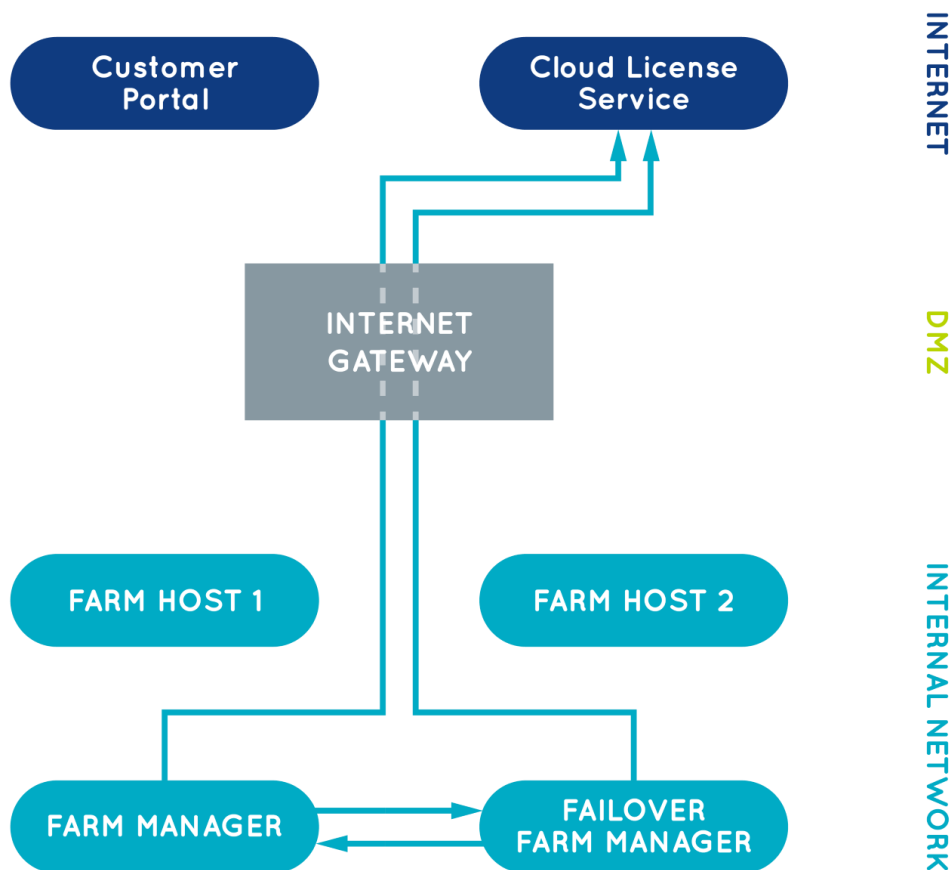 Customer
Portal
Cloud License
Service
INTERNET
INTERNET
GATEWAY
DMZ
FARM HOST 1
FARM HOST 2
INTERNAL NETWORK
FARM MANAGER
FAILOVER
FARM MANAGER